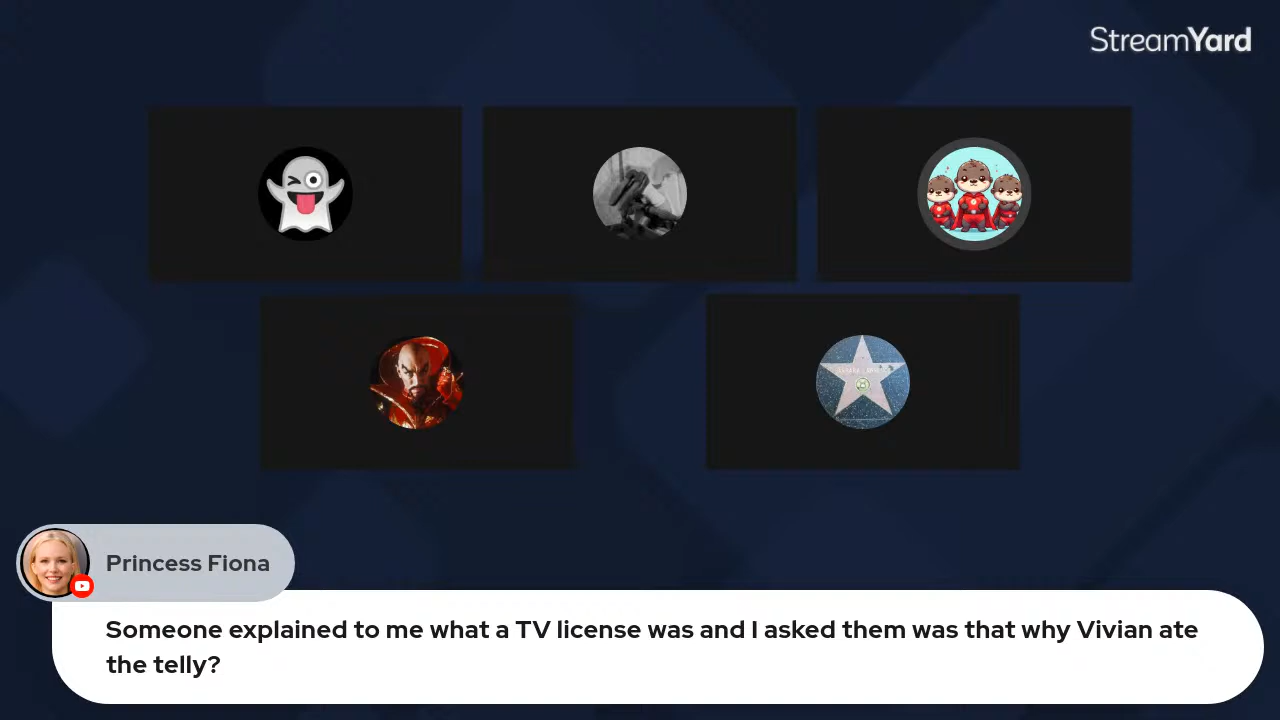 StreamYard
Princess Fiona
Someone explained to me what a TV license was and I asked them was that why Vivian ate
the telly?